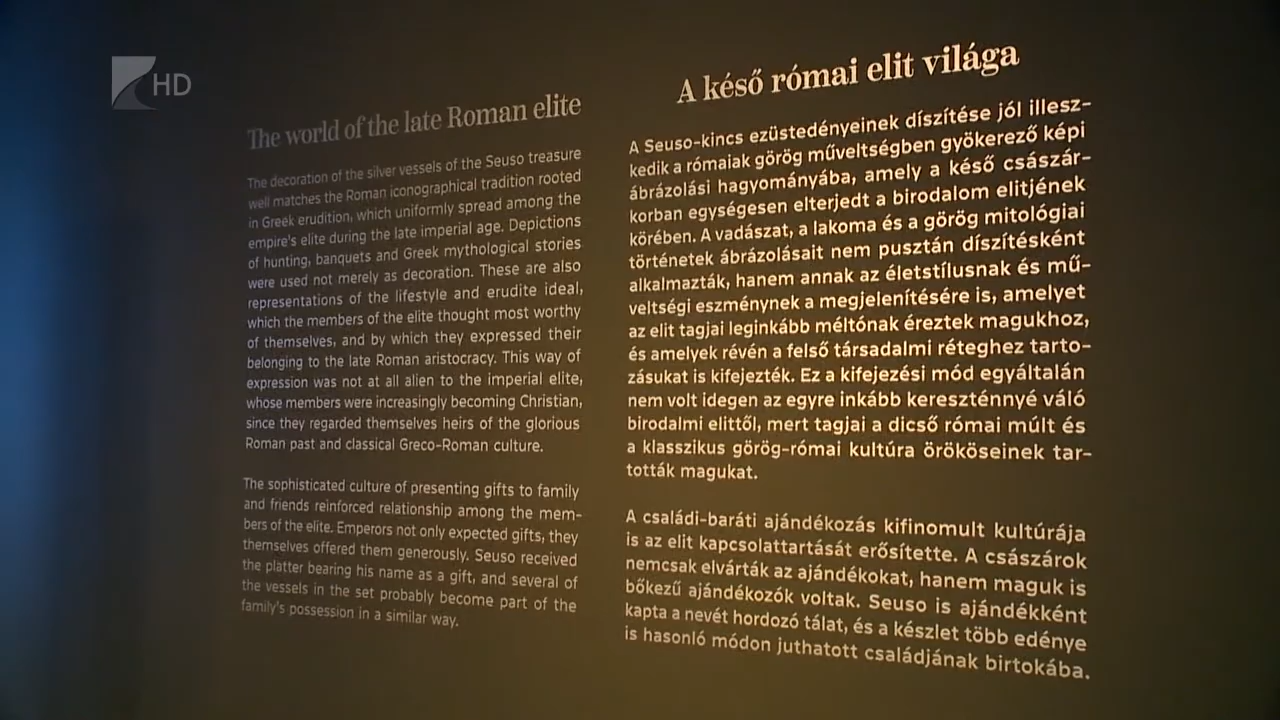 HD
The world of the late Roman elite
The decoration of the silver vessels of the Seuso treasure
well matches the Roman iconographical tradition rooted
in Greek erudition, which uniformly spread among the
empire's elite during the late imperial age. Depictions
of hunting, banquets and Greek mythological stories
were used not merely as decoration. These are also
representations of the lifestyle and erudite ideal,
which the members of the elite thought most worthy
of themselves, and by which they expressed their
belonging to the late Roman aristocracy. This way of
expression was not at all alien to the imperial elite,
whose members were increasingly becoming Christian,
since they regarded themselves heirs of the glorious
Roman past and classical Greco-Roman culture.
The sophisticated culture of presenting gifts to family
and friends reinforced relationship among the mem-
bers of the elite. Emperors not only expected gifts, they
themselves offered them generously. Seuso received
the platter bearing his name as a gift, and several of
the vessels in the set probably become part of the
family's possession in a similar way.
A késő római elit világa
A Seuso-kincs ezüstedényeinek díszítése jól illesz-
kedik a rómaiak görög műveltségben gyökerező képi
ábrázolási hagyományába, amely a késő császár-
korban egységesen elterjedt a birodalom elitjének
körében. A vadászat, a lakoma és a görög mitológiai
történetek ábrázolásait nem pusztán díszítésként
alkalmazták, hanem annak az életstílusnak és mű-
veltségi eszménynek a megjelenítésére is, amelyet
az elit tagjai leginkább méltónak éreztek magukhoz,
és amelyek révén a felső társadalmi réteghez tarto-
zásukat is kifejezték. Ez a kifejezési mód egyáltalán
nem volt idegen az egyre inkább kereszténnyé váló
birodalmi elittől, mert tagjai a dicső római múlt és
a klasszikus görög-római kultúra örököseinek tar-
tották magukat.
A családi-baráti ajándékozás kifinomult kultúrája
is az elit kapcsolattartását erősítette. A császárok
nemcsak elvárták az ajándékokat, hanem maguk is
bőkezű ajándékozók voltak. Seuso is ajándékként
kapta a nevét hordozó tálat, és a készlet több edénye
is hasonló módon juthatott családjának birtokába.